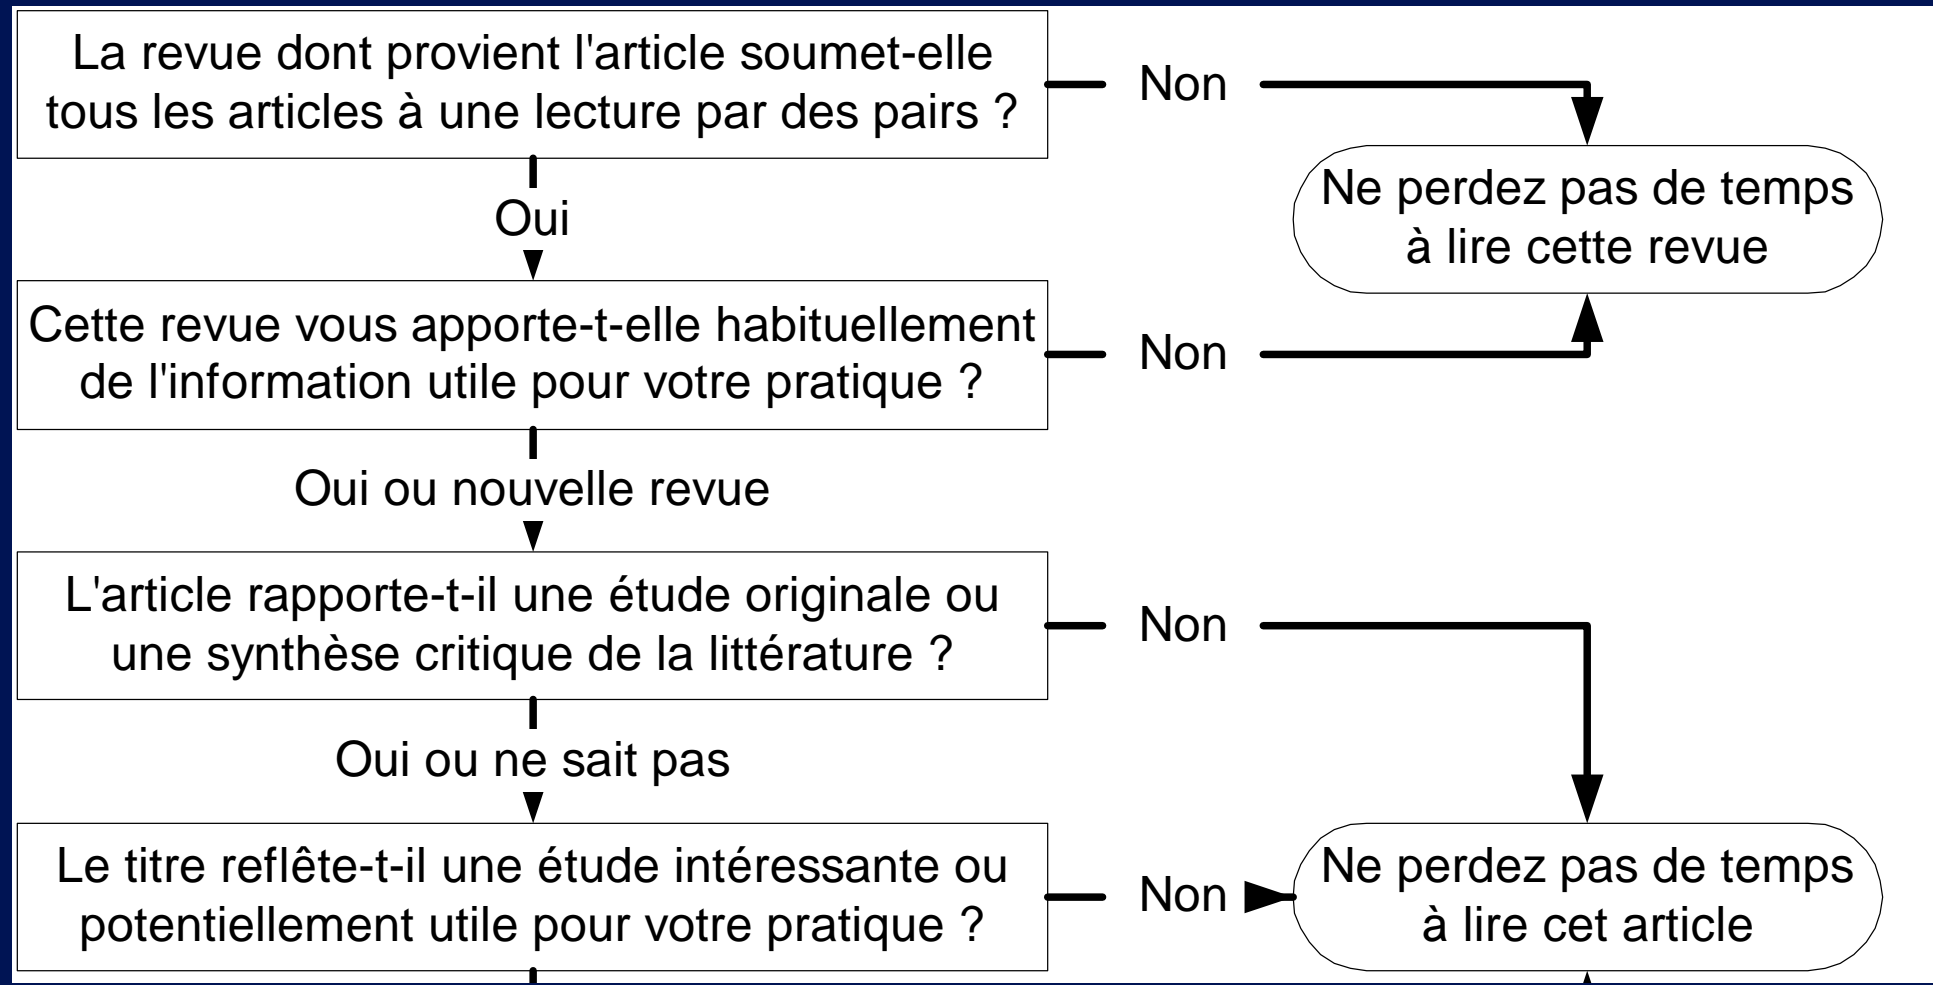 La revue dont provient l'article soumet-elle
tous les articles à une lecture par des pairs ?
Non
Ne perdez pas de temps
à lire cette revue
Oui
Cette revue vous apporte-t-elle habituellement
de l'information utile pour votre pratique ?
Non
Oui ou nouvelle revue
L'article rapporte-t-il une étude originale ou
une synthèse critique de la littérature ?
Non
Oui ou ne sait pas
Le titre reflête-t-il une étude intéressante ou
potentiellement utile pour votre pratique ?
Non
Ne perdez pas de temps
à lire cet article